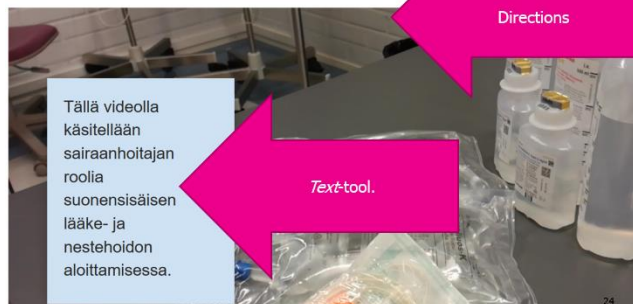 Directions
Tällä videolla
käsitellään
sairaanhoitajan
roolia
suonensisäisen
lääke- ja
nestehoidon
aloittamisessa.
Text-tool.
24